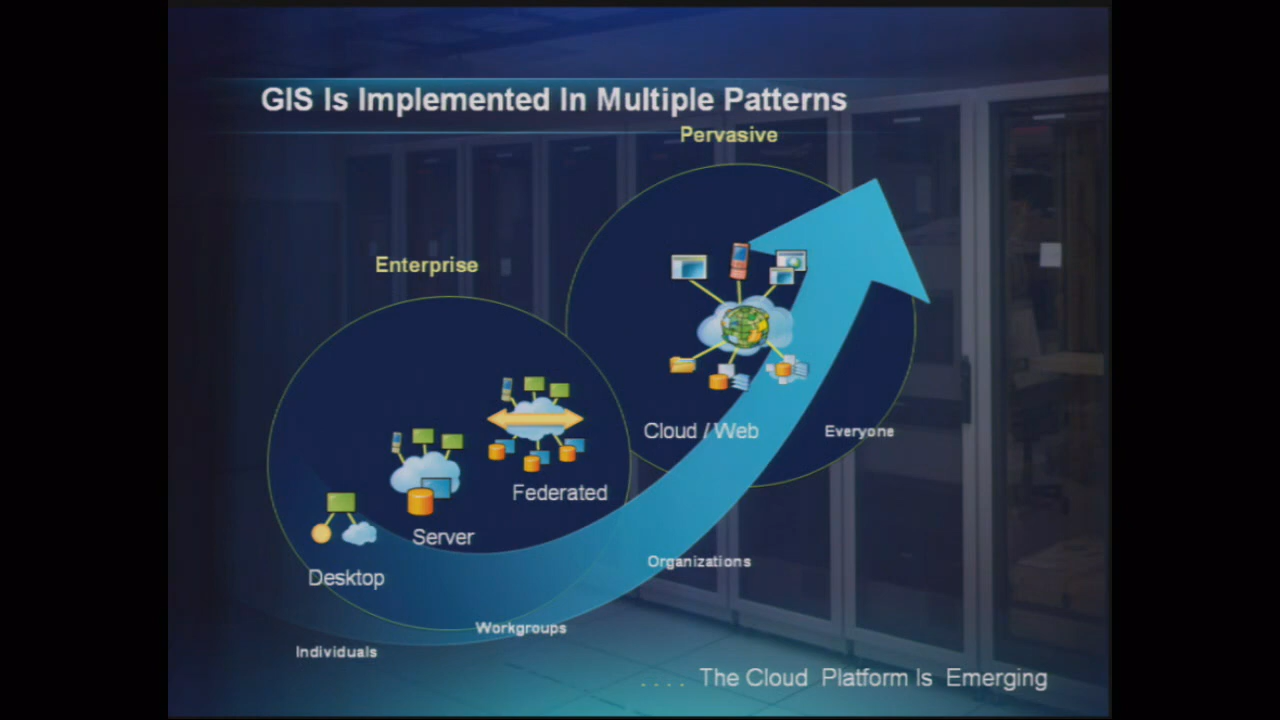 GIS Is Implemented In Multiple Patterns
Pervasive
Enterprise
Cloud / Web
Everyone
Federated
Server
Organizations
Desktop
Workgroups
Individuals
. . . . The Cloud Platform Is Emerging